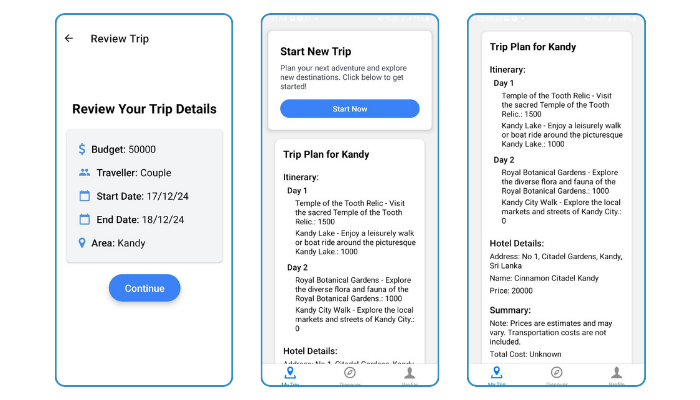 Review Trip
Review Your Trip Details
Budget: 50000
Traveller: Couple
Start Date: 17/12/24
End Date: 18/12/24
Area: Kandy
Continue
Start New Trip
Plan your next adventure and explore
new destinations. Click below to get
started!
Start Now
Trip Plan for Kandy
Itinerary:
Day 1
Temple of the Tooth Relic - Visit
the sacred Temple of the Tooth
Relic.: 1500
Kandy Lake - Enjoy a leisurely walk
or boat ride around the picturesque
Kandy Lake.: 1000
Day 2
Royal Botanical Gardens - Explore
the diverse flora and fauna of the
Royal Botanical Gardens.: 1000
Kandy City Walk - Explore the local
markets and streets of Kandy City.:
0
Hotel Details:
Address: No 1, Citadel Gardens, Kandy,
My Trip
Trip Plan for Kandy
Itinerary:
Day 1
Temple of the Tooth Relic - Visit
the sacred Temple of the Tooth
Relic.: 1500
Kandy Lake - Enjoy a leisurely walk
or boat ride around the picturesque
Kandy Lake.: 1000
Day 2
Royal Botanical Gardens - Explore
the diverse flora and fauna of the
Royal Botanical Gardens.: 1000
Kandy City Walk - Explore the local
markets and streets of Kandy City.:
0
Hotel Details:
Address: No 1, Citadel Gardens, Kandy,
Sri Lanka
Name: Cinnamon Citadel Kandy
Price: 20000
Summary:
Note: Prices are estimates and may
vary. Transportation costs are not
included.
Total Cost: Unknown
My Trip